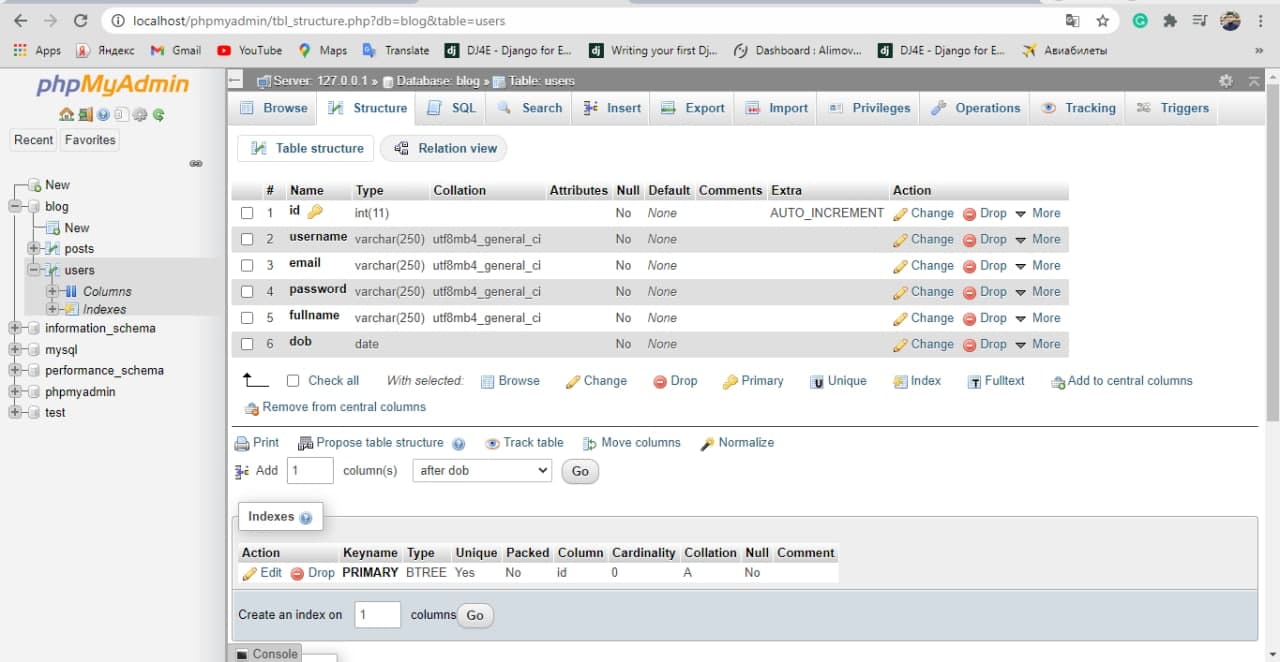 localhost/phpmyadmin/tbl_structure.php?db=blog&table=users
Apps Яндекс Gmail YouTube Maps Translate DJ4E - Django for E... Writing your first Dj... Dashboard : Alimov... DJ4E - Django for E... Авиабилеты »
phpMyAdmin
Recent Favorites
New
blog
New
posts
users
Columns
Indexes
information_schema
mysql
performance_schema
phpmyadmin
test
Server: 127.0.0.1 » Database: blog » Table: users
Browse Structure SQL Search Insert Export Import Privileges Operations Tracking Triggers
Table structure Relation view
# Name Type Collation Attributes Null Default Comments Extra Action
1 id int(11) No None AUTO_INCREMENT Change Drop More
2 username varchar(250) utf8mb4_general_ci No None Change Drop More
3 email varchar(250) utf8mb4_general_ci No None Change Drop More
4 password varchar(250) utf8mb4_general_ci No None Change Drop More
5 fullname varchar(250) utf8mb4_general_ci No None Change Drop More
6 dob date No None Change Drop More
Check all With selected: Browse Change Drop Primary Unique Index Fulltext Add to central columns
Remove from central columns
Print Propose table structure Track table Move columns Normalize
Add 1 column(s) after dob Go
Indexes
Action Keyname Type Unique Packed Column Cardinality Collation Null Comment
Edit Drop PRIMARY BTREE Yes No id 0 A No
Create an index on 1 columns Go
Console